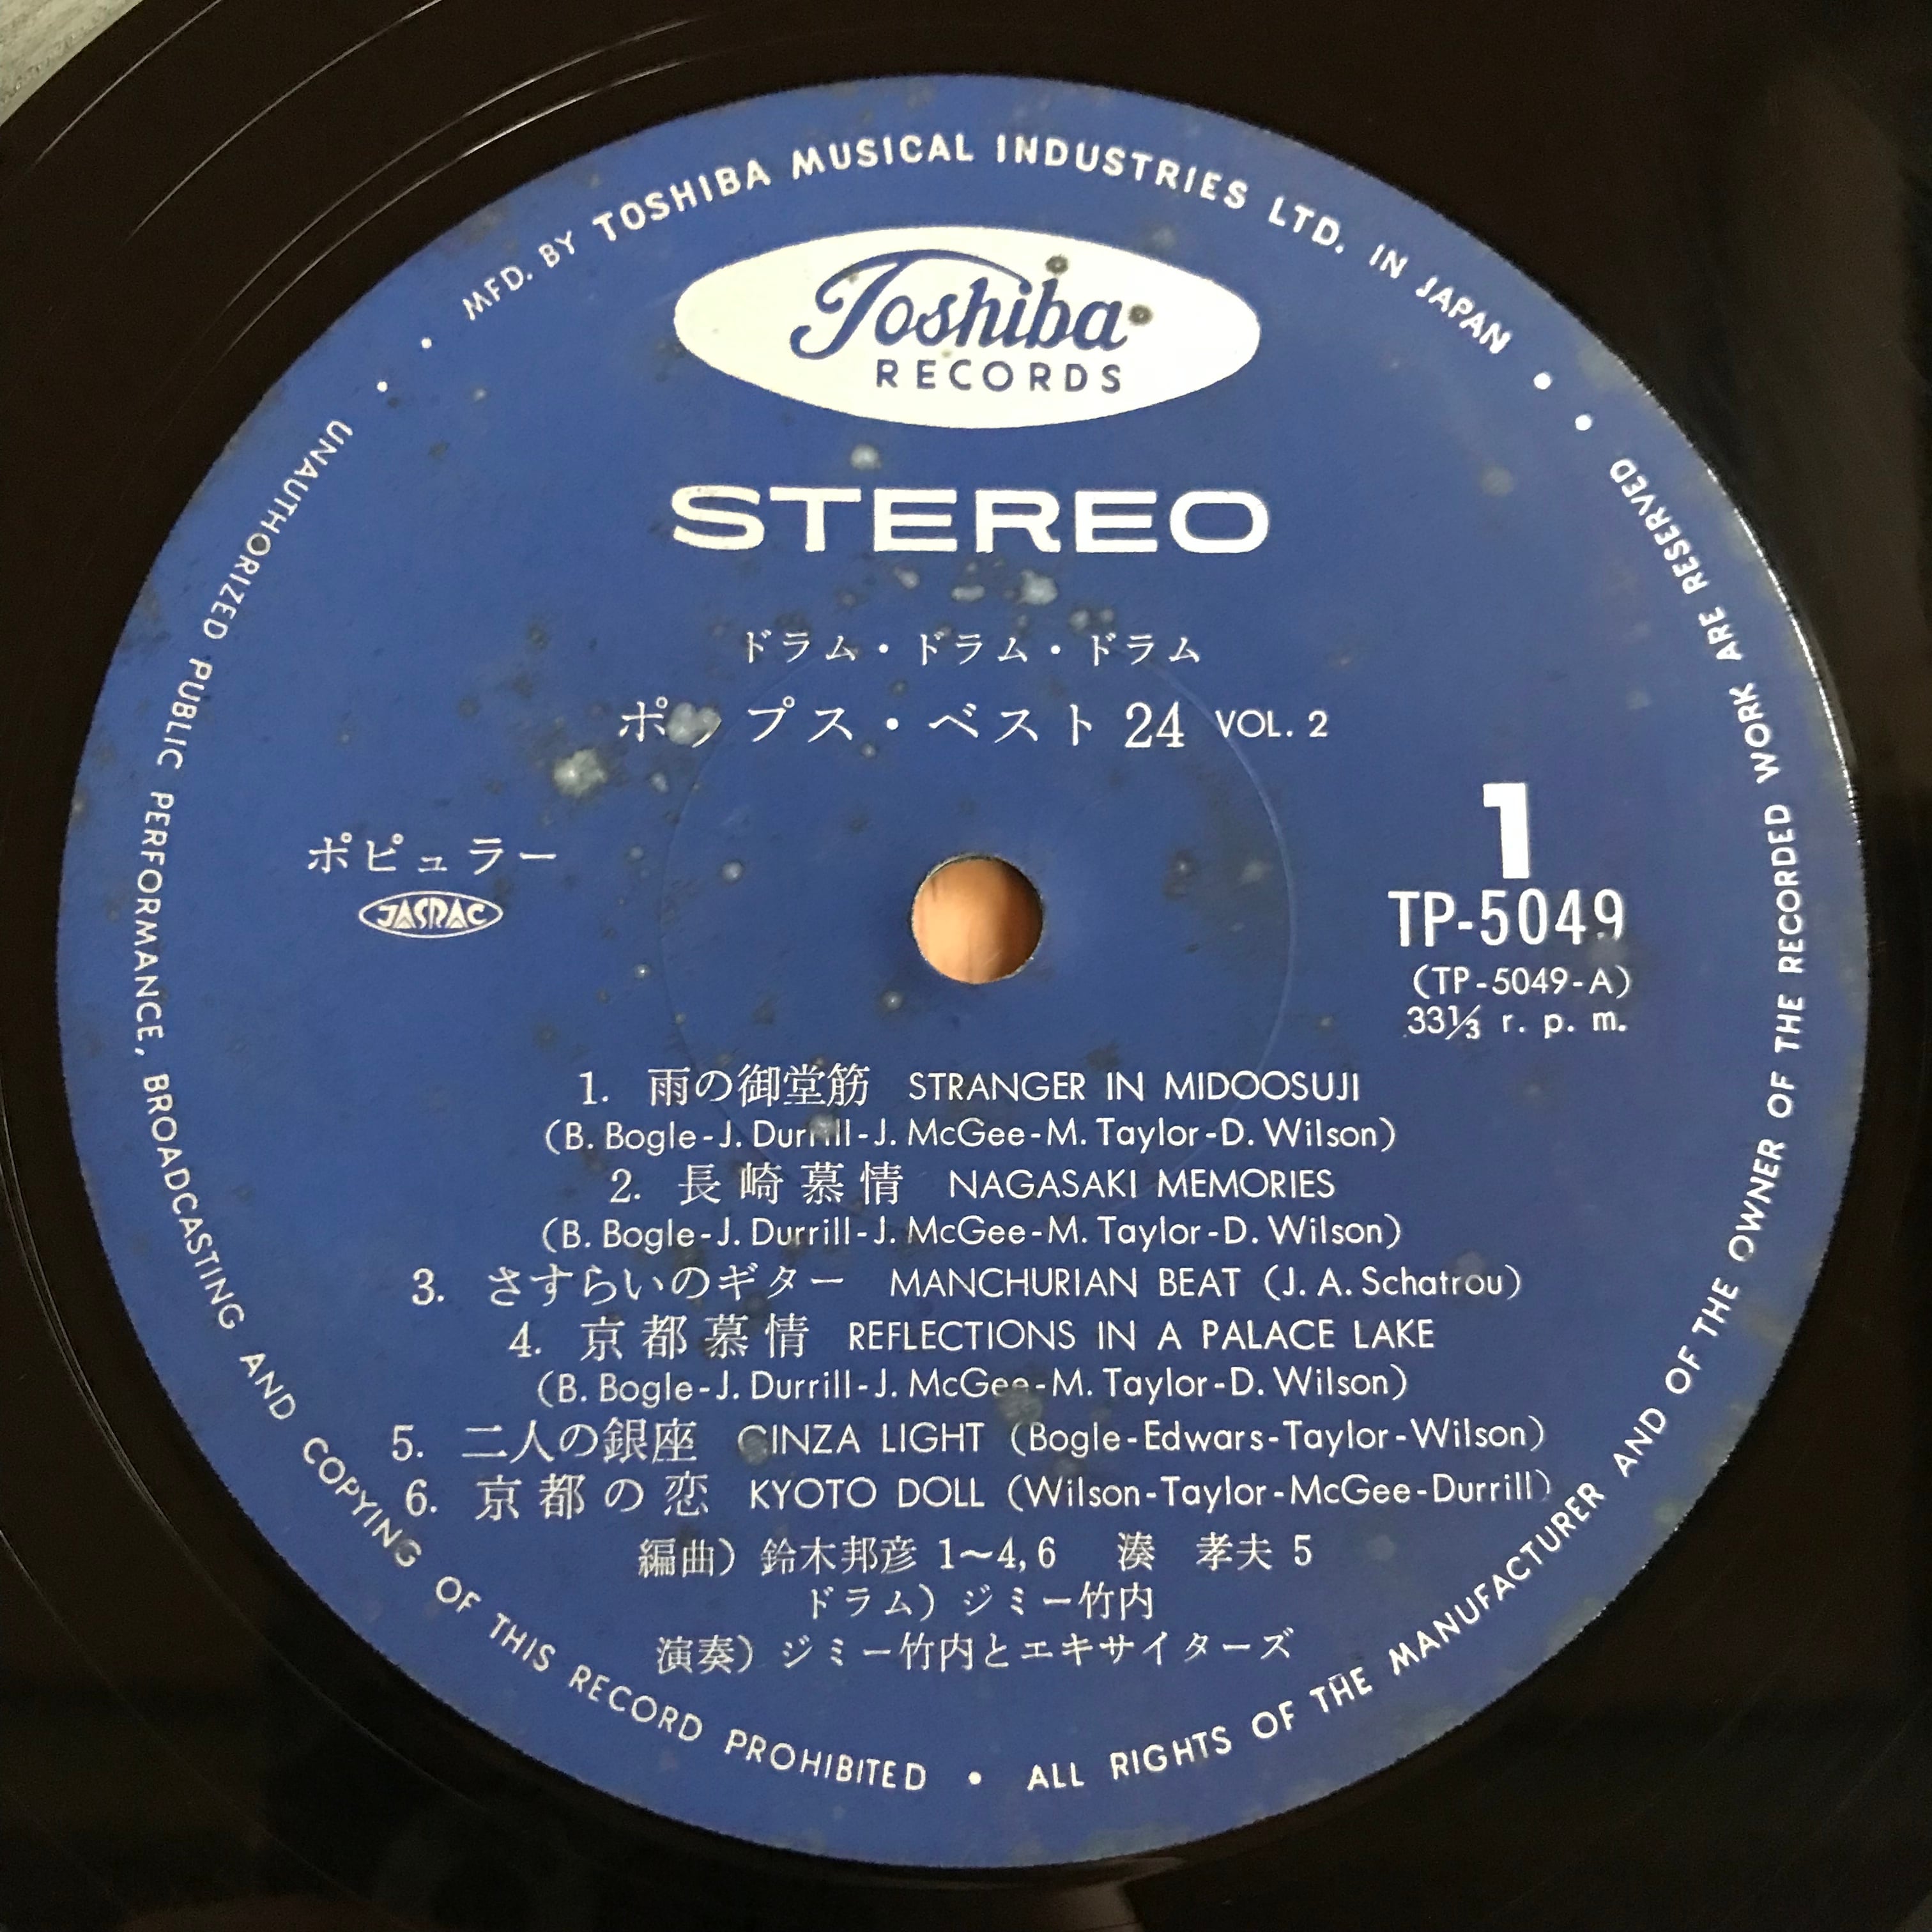 MFD. BY TOSHIBA MUSICAL INDUSTRIES LTD. IN JAPAN
Toshiba
RECORDS
STEREO
ドラム・ドラム・ドラム
ポップス・ベスト 24 VOL. 2
ポピュラー
JASRAC
1
TP-5049
(TP-5049-A)
33⅓ r. p. m.
1. 雨の御堂筋 STRANGER IN MIDOOSUJI
(B. Bogle-J. Durrill-J. McGee-M. Taylor-D. Wilson)
2. 長崎慕情 NAGASAKI MEMORIES
(B. Bogle-J. Durrill-J. McGee-M. Taylor-D. Wilson)
3. さすらいのギター MANCHURIAN BEAT (J. A. Schatrou)
4. 京都慕情 REFLECTIONS IN A PALACE LAKE
(B. Bogle-J. Durrill-J. McGee-M. Taylor-D. Wilson)
5. 二人の銀座 GINZA LIGHT (Bogle-Edwars-Taylor-Wilson)
6. 京都の恋 KYOTO DOLL (Wilson-Taylor-McGee-Durrill)
編曲) 鈴木邦彦 1〜4, 6 湊 孝夫 5
ドラム) ジミー竹内
演奏) ジミー竹内とエキサイターズ
UNAUTHORIZED PUBLIC PERFORMANCE, BROADCASTING AND COPYING OF THIS RECORD PROHIBITED • ALL RIGHTS OF THE MANUFACTURER AND OF THE OWNER OF THE RECORDED WORK ARE RESERVED